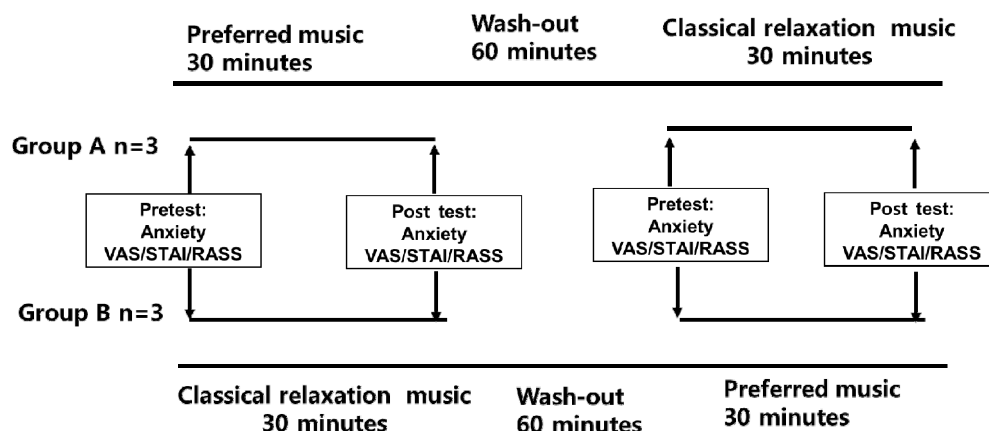 Preferred music
30 minutes
Wash-out
60 minutes
Classical relaxation music
30 minutes
Group A n=3
Pretest:
Anxiety
VAS/STAI/RASS
Post test:
Anxiety
VAS/STAI/RASS
Pretest:
Anxiety
VAS/STAI/RASS
Post test:
Anxiety
VAS/STAI/RASS
Group B n=3
Classical relaxation music
30 minutes
Wash-out
60 minutes
Preferred music
30 minutes